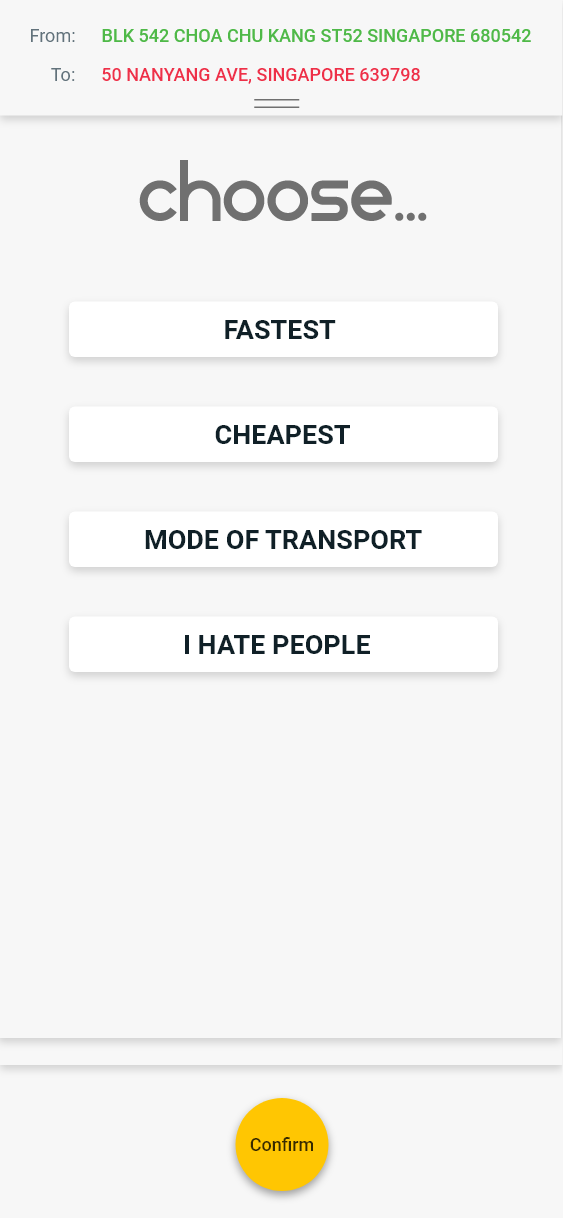 From: BLK 542 CHOA CHU KANG ST52 SINGAPORE 680542
To: 50 NANYANG AVE, SINGAPORE 639798
choose...
FASTEST
CHEAPEST
MODE OF TRANSPORT
I HATE PEOPLE
Confirm